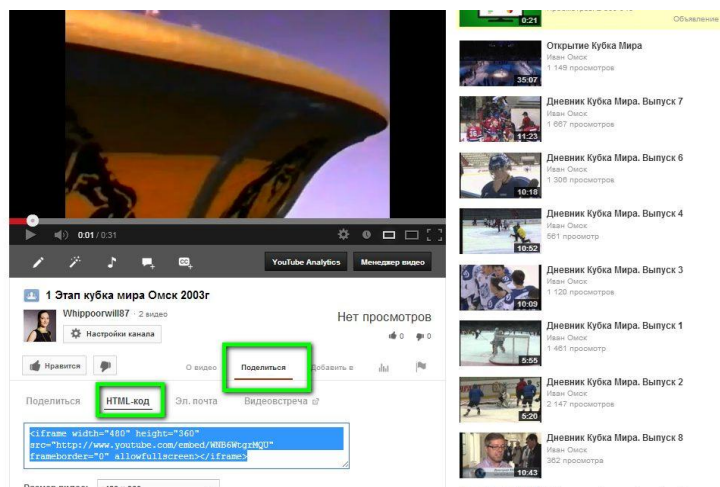 0:01 / 0:31
YouTube Analytics
Менеджер видео
1 Этап кубка мира Омск 2003г
Whippoorwill87 · 2 видео
Нет просмотров
Настройки канала
0 0
Нравится
О видео
Поделиться
Добавить в
Поделиться
HTML-код
Эл. почта
Видеовстреча
<iframe width="480" height="360"
src="http://www.youtube.com/embed/WNB6WtgrMQU"
frameborder="0" allowfullscreen></iframe>
0:21
Объявление
Открытие Кубка Мира
Иван Омск
1 149 просмотров
35:07
Дневник Кубка Мира. Выпуск 7
Иван Омск
1 667 просмотров
11:23
Дневник Кубка Мира. Выпуск 6
Иван Омск
1 306 просмотров
10:18
Дневник Кубка Мира. Выпуск 4
Иван Омск
561 просмотр
10:52
Дневник Кубка Мира. Выпуск 3
Иван Омск
1 128 просмотров
10:09
Дневник Кубка Мира. Выпуск 1
Иван Омск
1 461 просмотр
5:55
Дневник Кубка Мира. Выпуск 2
Иван Омск
2 147 просмотров
5:20
Дневник Кубка Мира. Выпуск 8
Иван Омск
362 просмотра
10:43